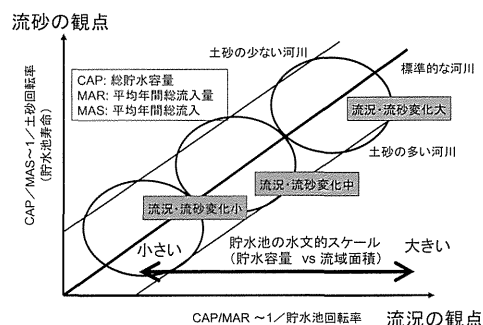 流砂の観点
土砂の少ない河川
標準的な河川
CAP: 総貯水容量
MAR: 平均年間総流入量
MAS: 平均年間総流入
流況・流砂変化大
土砂の多い河川
流況・流砂変化中
流況・流砂変化小
CAP/MAS~1/土砂回転率
(貯水池寿命)
小さい
貯水池の水文的スケール
(貯水容量 vs 流域面積)
大きい
CAP/MAR ~1/貯水池回転率
流況の観点